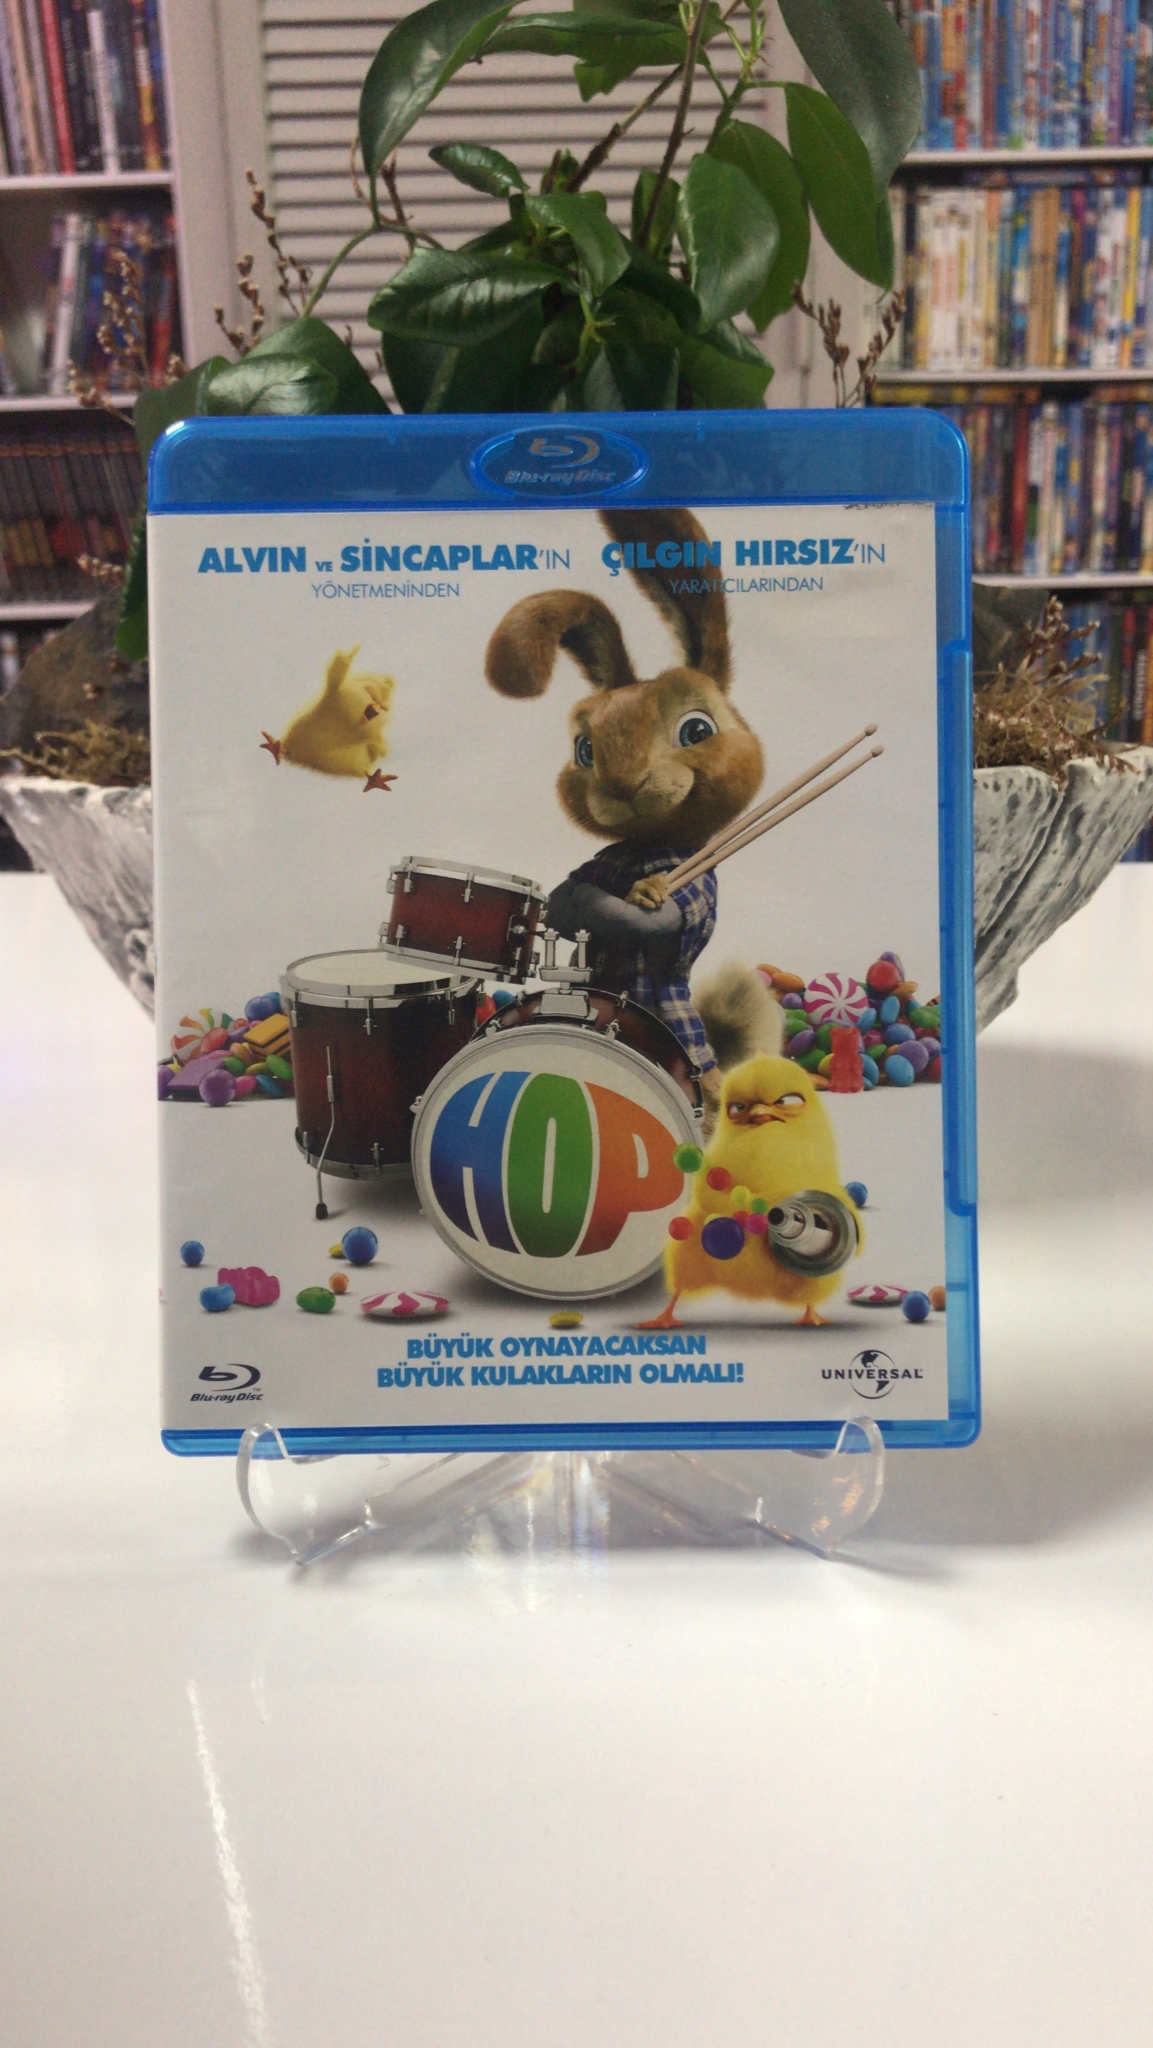 Blu-ray Disc
ALVIN VE SİNCAPLAR'IN
YÖNETMENİNDEN
ÇILGIN HIRSIZ'IN
YARATICILARINDAN
HOP
BÜYÜK OYNAYACAKSAN
BÜYÜK KULAKLARIN OLMALI!
Blu-ray Disc™
UNIVERSAL